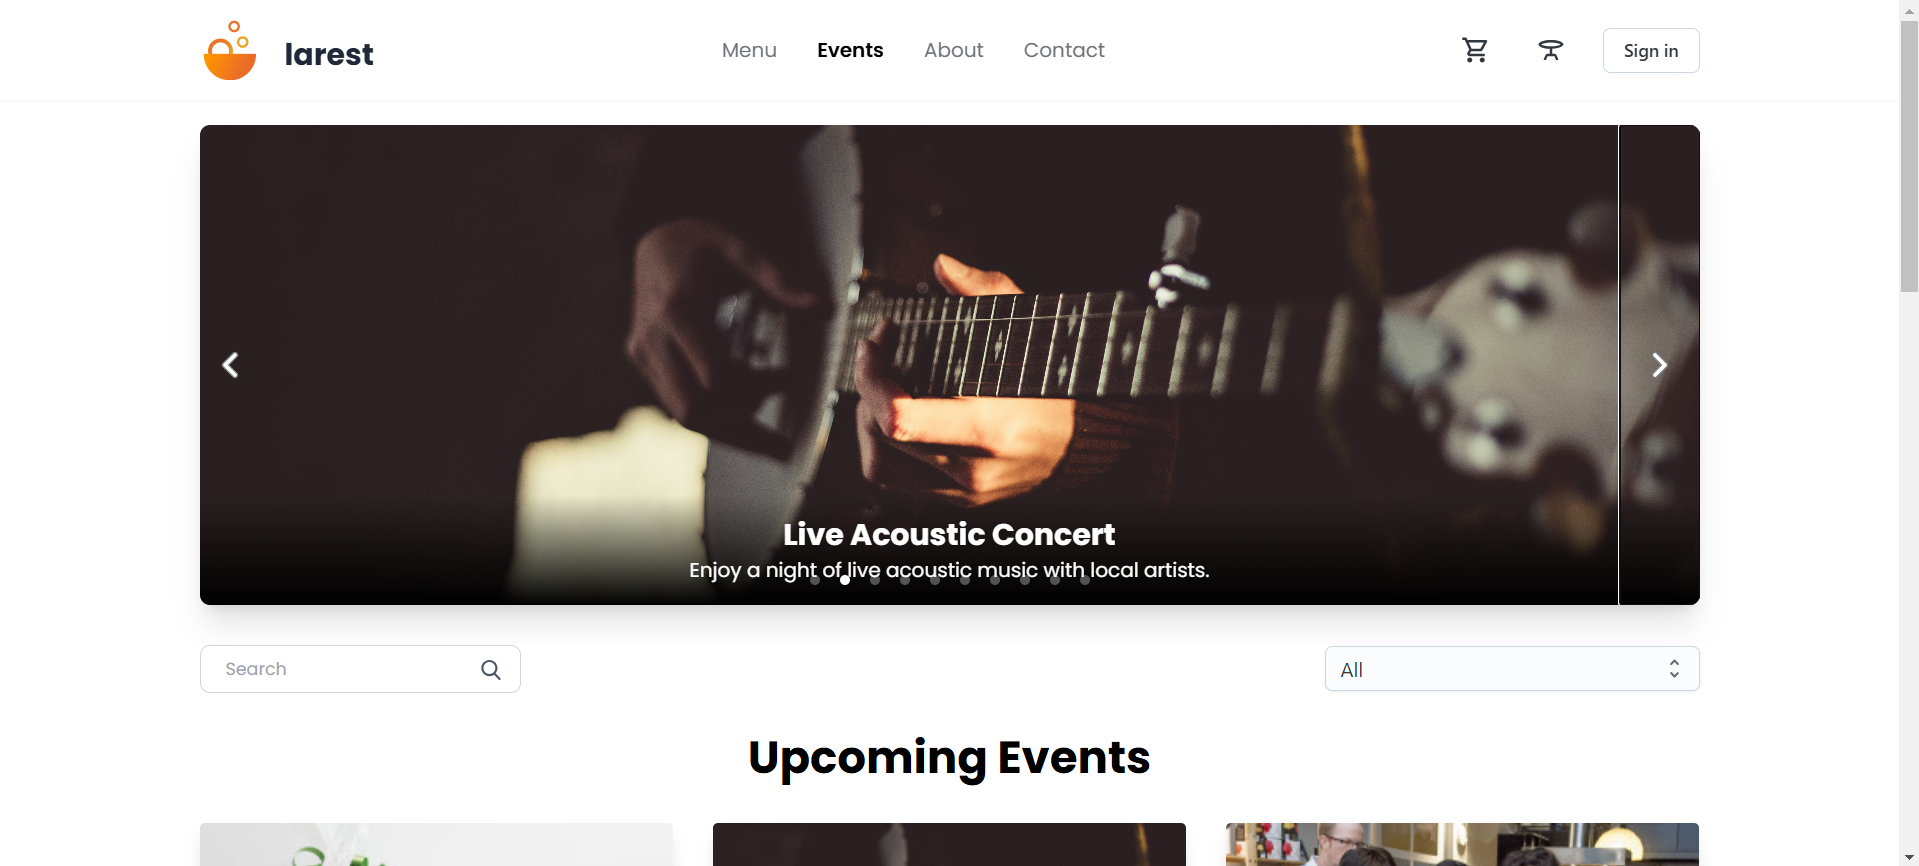 larest
Menu Events About Contact
Sign in
Live Acoustic Concert
Enjoy a night of live acoustic music with local artists.
Search
All
Upcoming Events